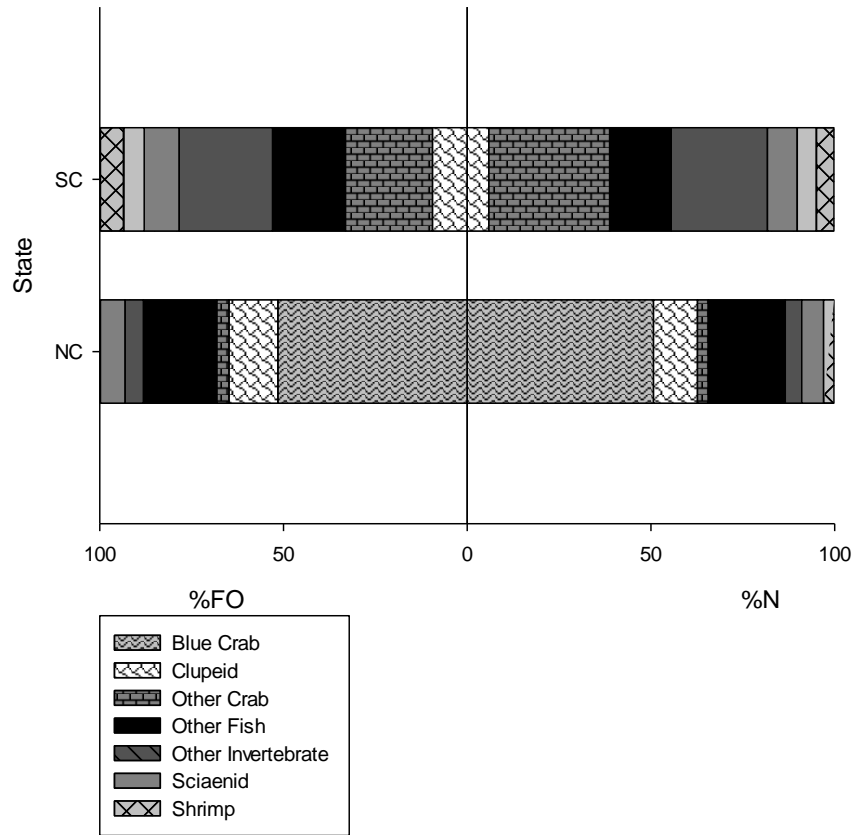 SC
NC
State
100 50 0 50 100
%FO %N
Blue Crab
Clupeid
Other Crab
Other Fish
Other Invertebrate
Sciaenid
Shrimp